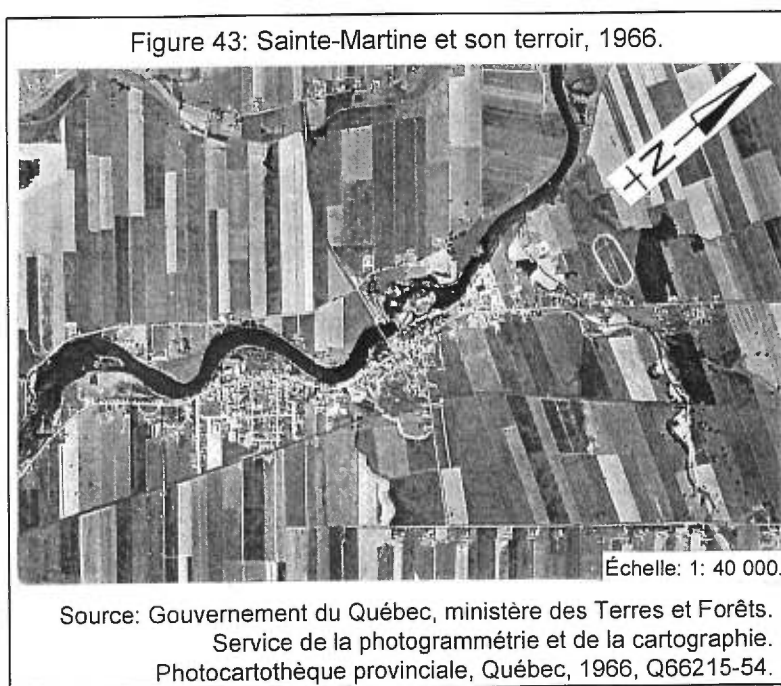 Figure 43: Sainte-Martine et son terroir, 1966.
N
Échelle: 1: 40 000.
Source: Gouvernement du Québec, ministère des Terres et Forêts.
Service de la photogrammétrie et de la cartographie.
Photocartothèque provinciale, Québec, 1966, Q66215-54.